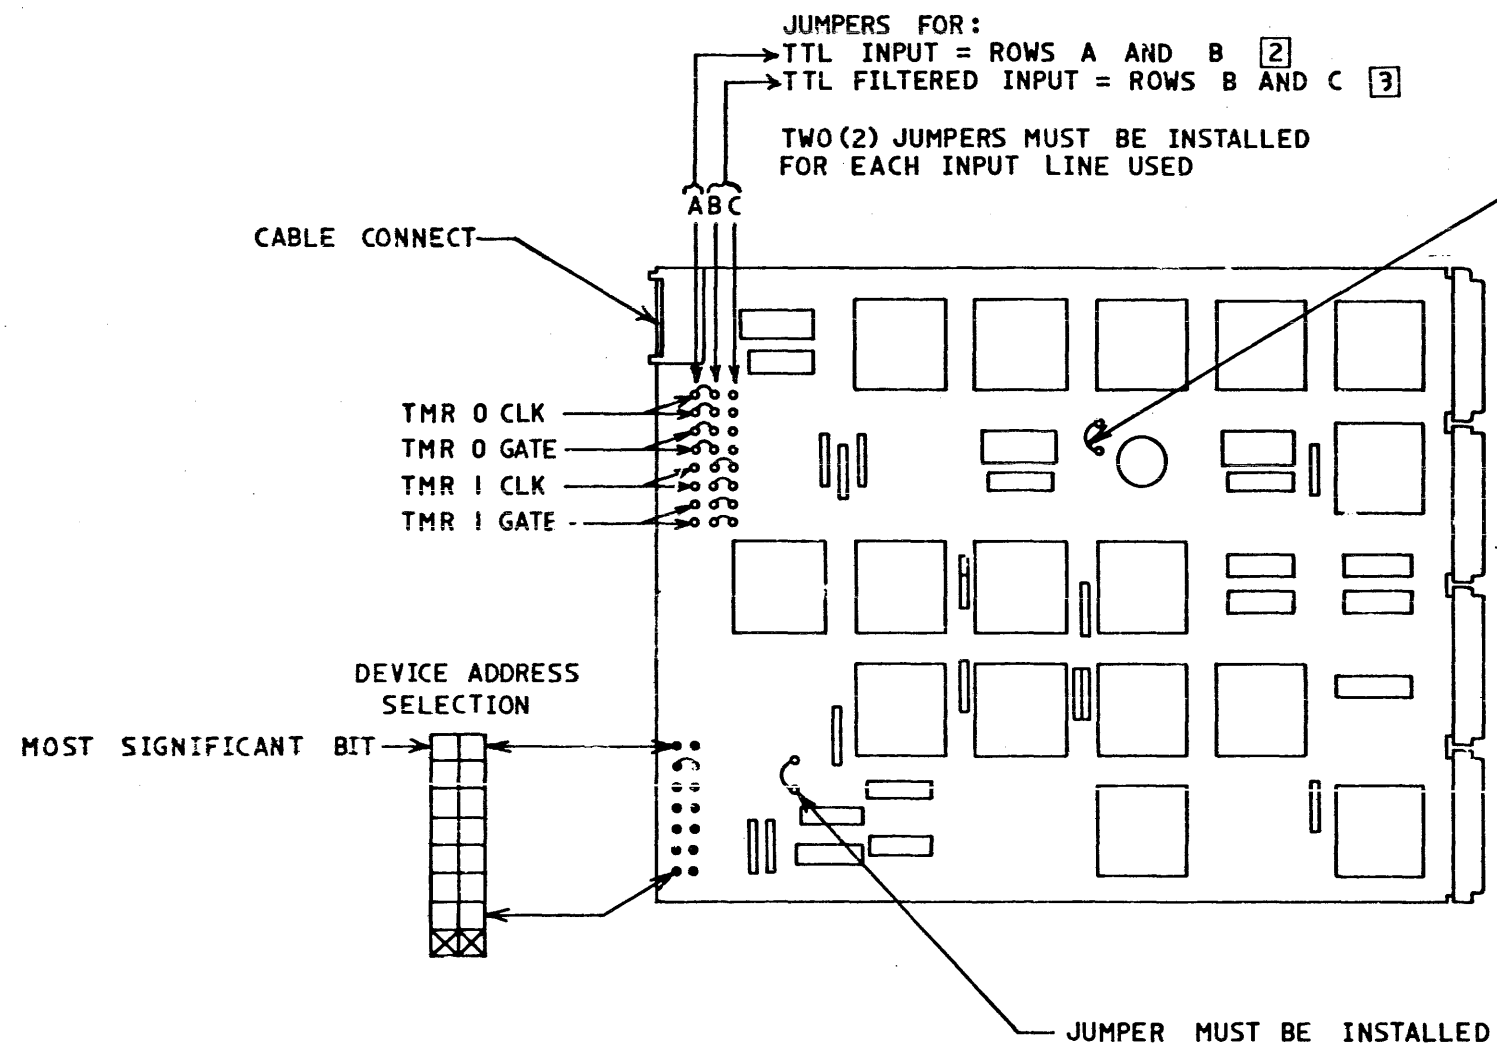 JUMPERS FOR:
TTL INPUT = ROWS A AND B 2
TTL FILTERED INPUT = ROWS B AND C 3
TWO(2) JUMPERS MUST BE INSTALLED
FOR EACH INPUT LINE USED
A B C
CABLE CONNECT
TMR 0 CLK
TMR 0 GATE
TMR 1 CLK
TMR 1 GATE
DEVICE ADDRESS
SELECTION
MOST SIGNIFICANT BIT
JUMPER MUST BE INSTALLED